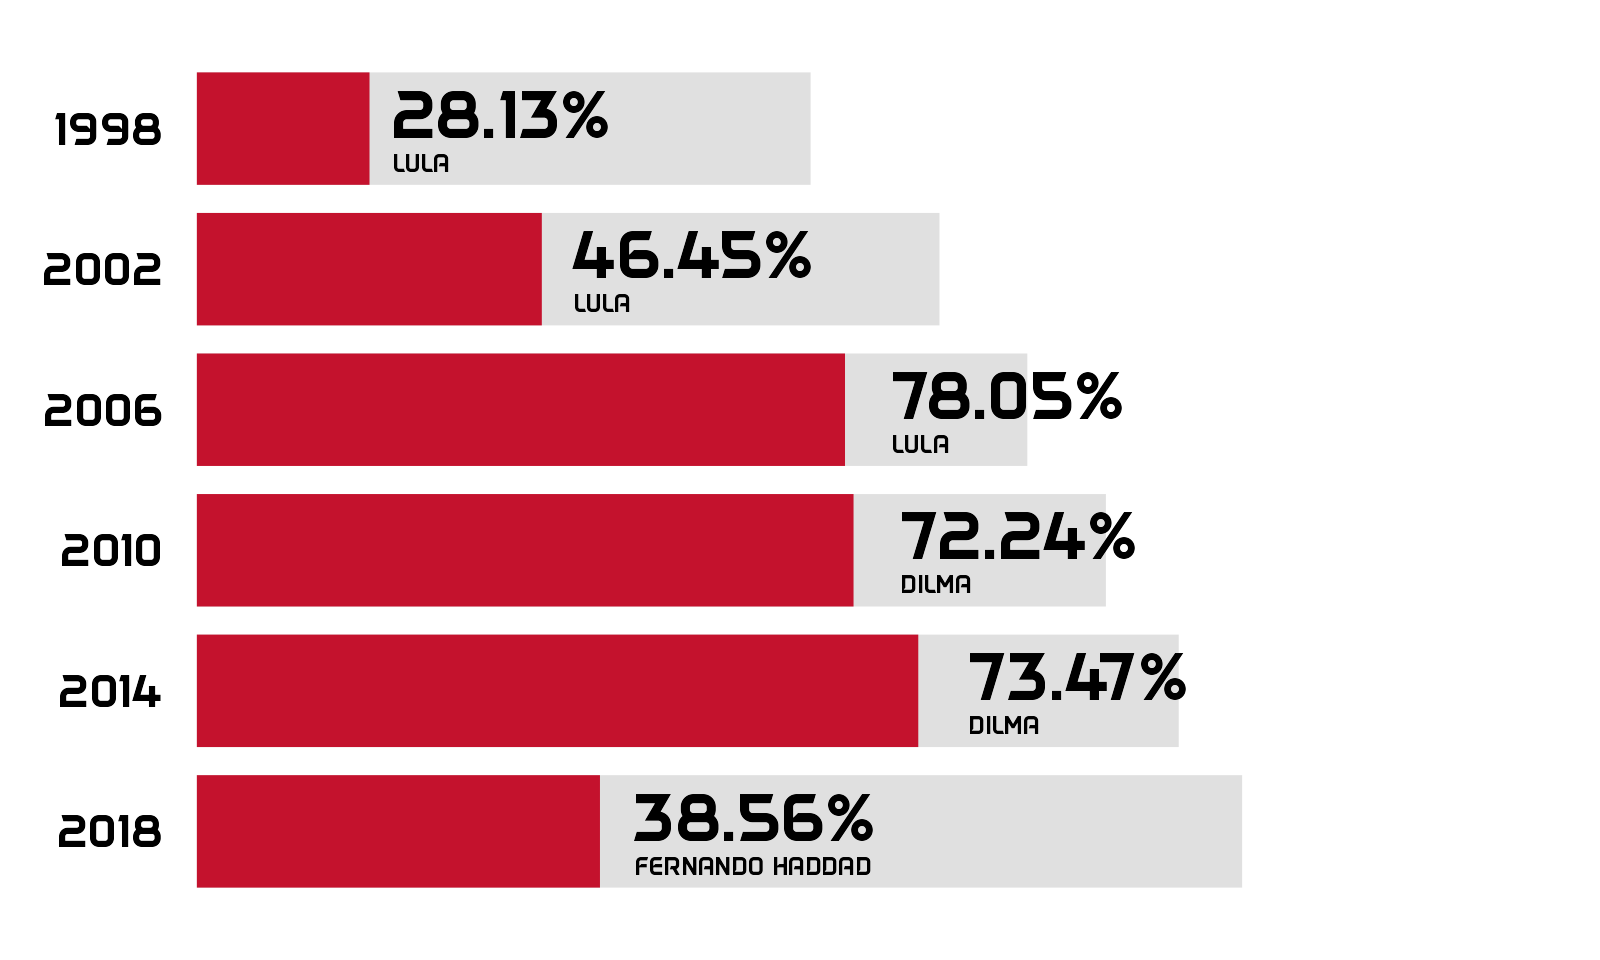 1998
28.13%
LULA
2002
46.45%
LULA
2006
78.05%
LULA
2010
72.24%
DILMA
2014
73.47%
DILMA
2018
38.56%
FERNANDO HADDAD